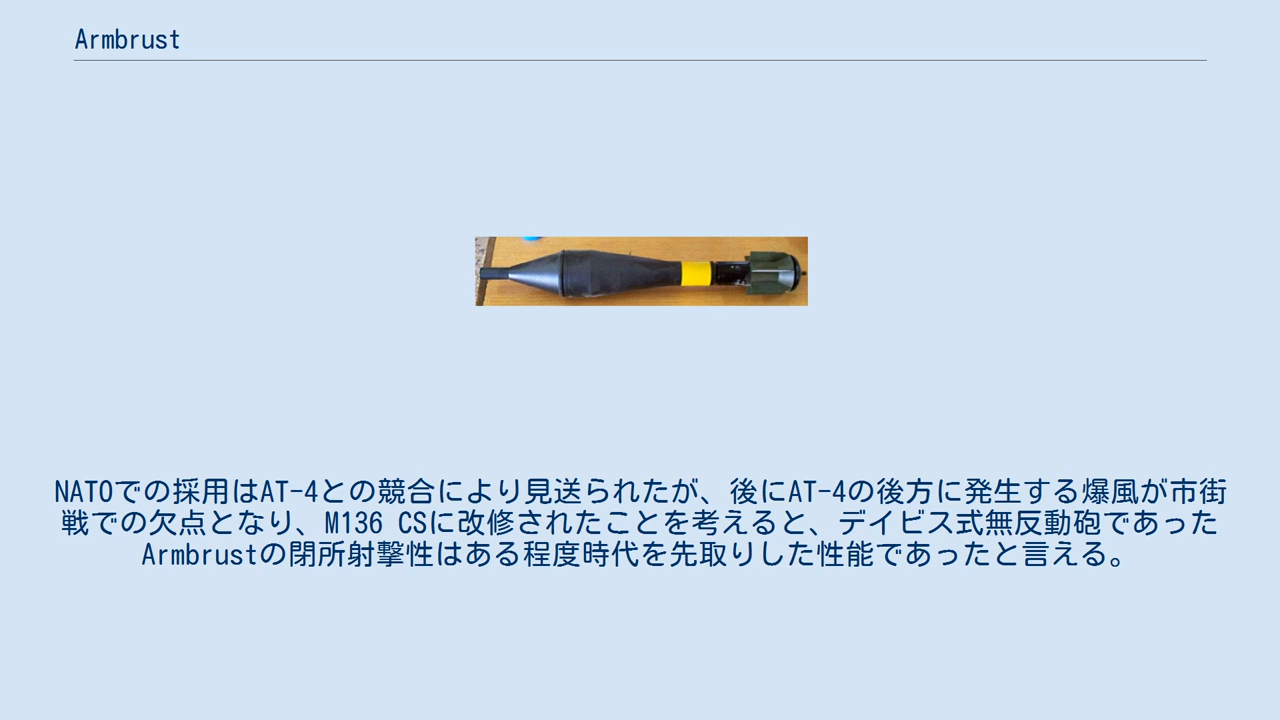 Armbrust
NATOでの採用はAT-4との競合により見送られたが、後にAT-4の後方に発生する爆風が市街
戦での欠点となり、M136 CSに改修されたことを考えると、デイビス式無反動砲であった
Armbrustの閉所射撃性はある程度時代を先取りした性能であったと言える。